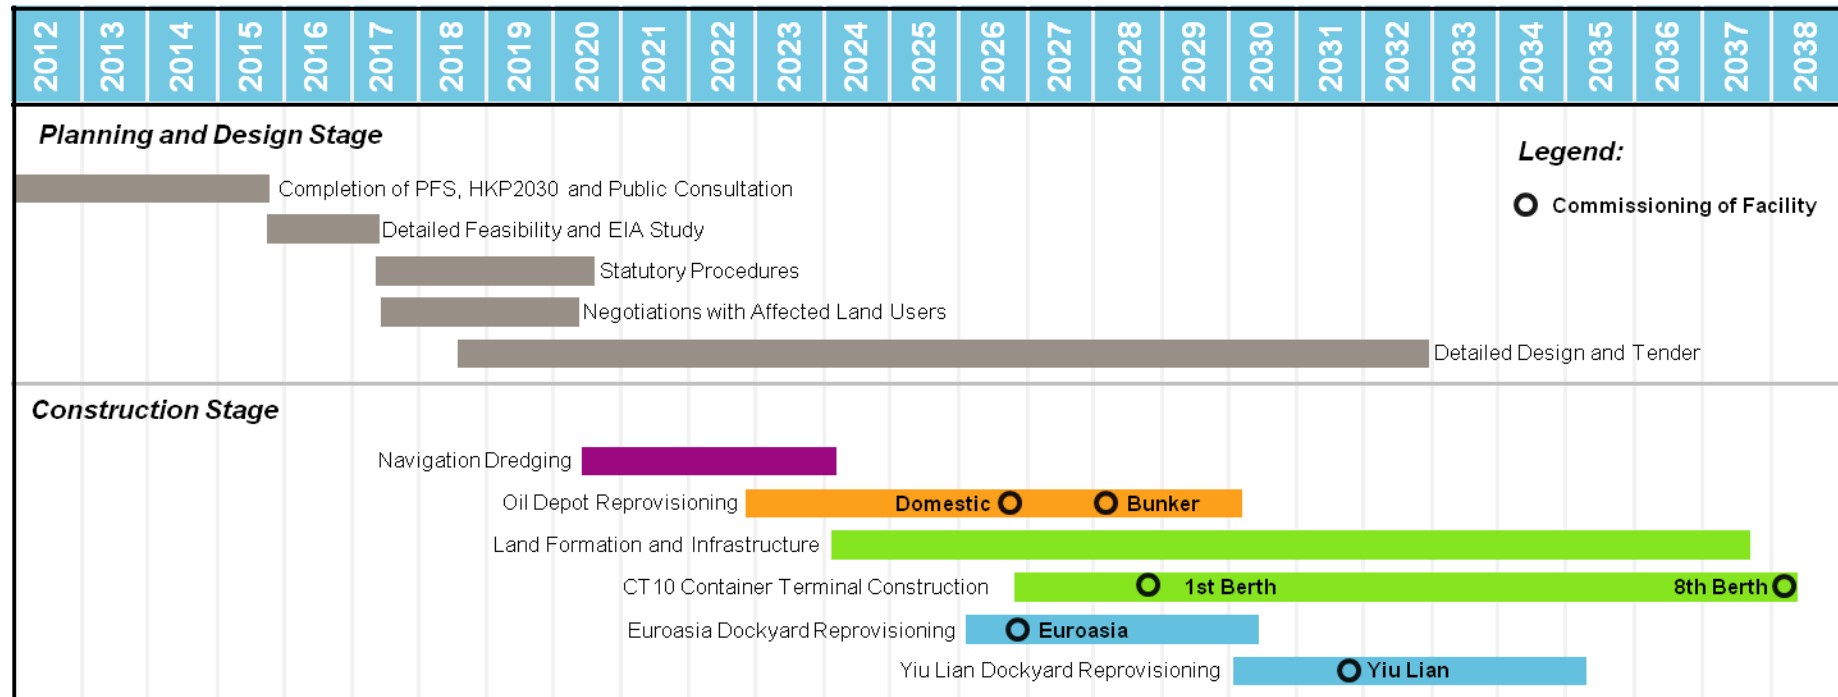 2012 2013 2014 2015 2016 2017 2018 2019 2020 2021 2022 2023 2024 2025 2026 2027 2028 2029 2030 2031 2032 2033 2034 2035 2036 2037 2038
Planning and Design Stage
Legend:
Completion of PFS, HKP2030 and Public Consultation
Commissioning of Facility
Detailed Feasibility and EIA Study
Statutory Procedures
Negotiations with Affected Land Users
Detailed Design and Tender
Construction Stage
Navigation Dredging
Oil Depot Reprovisioning Domestic Bunker
Land Formation and Infrastructure
CT10 Container Terminal Construction 1st Berth 8th Berth
Euroasia Dockyard Reprovisioning Euroasia
Yiu Lian Dockyard Reprovisioning Yiu Lian